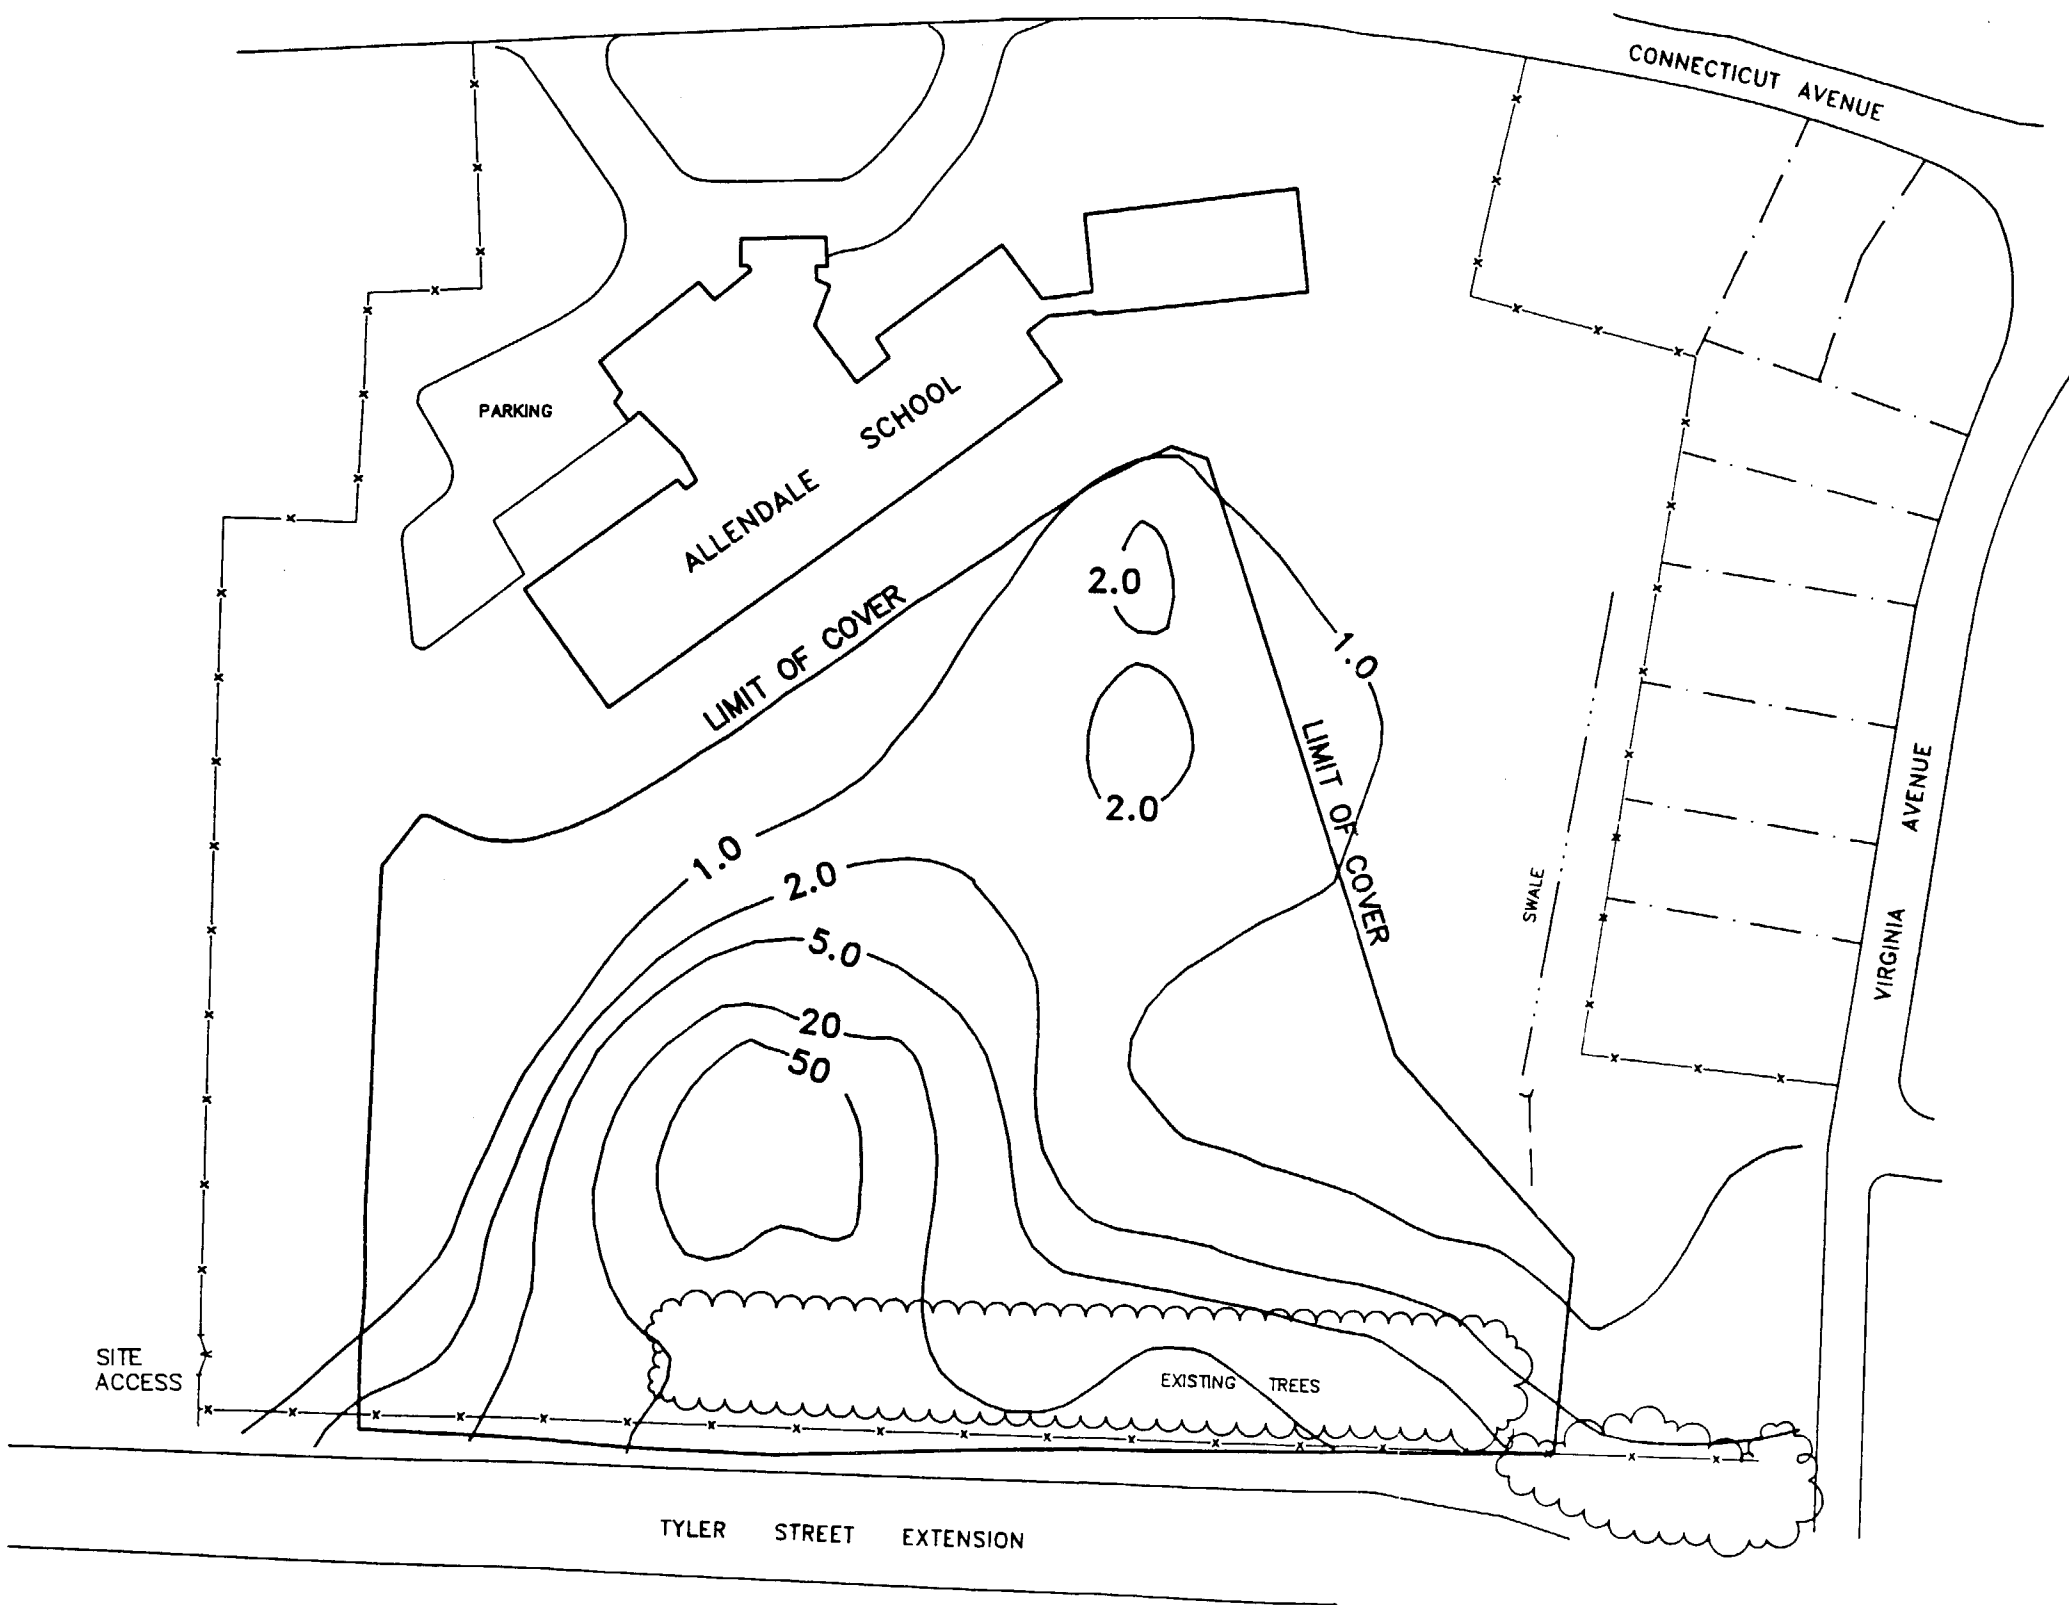 CONNECTICUT AVENUE
PARKING
ALLENDALE SCHOOL
LIMIT OF COVER
2.0
1.0
2.0
LIMIT OF COVER
VIRGINIA AVENUE
SWALE
1.0
2.0
5.0
20
50
SITE
ACCESS
EXISTING TREES
TYLER STREET EXTENSION